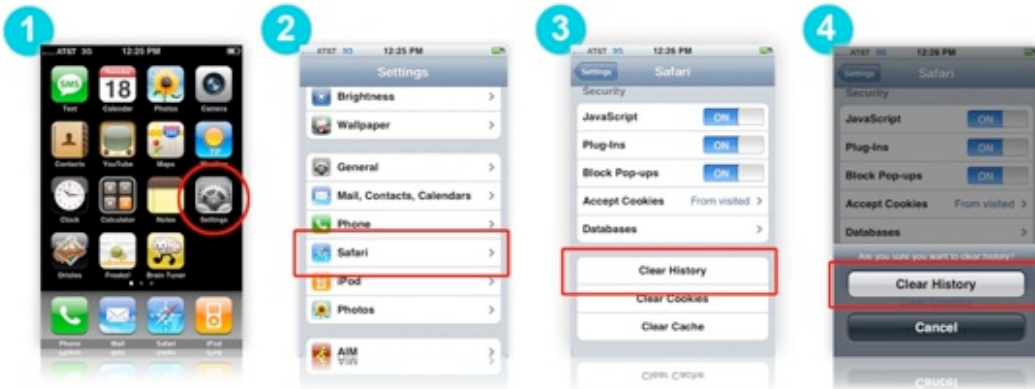 1
AT&T 3G 12:25 PM
SMS Thursday 18
Text Calendar Photos Camera
Contacts YouTube Maps Weather
Clock Calculator Notes Settings
Orioles Freakz! Brain Tuner
Phone Mail Safari iPod
2
AT&T 3G 12:25 PM
Settings
Brightness
Wallpaper
General
Mail, Contacts, Calendars
Phone
Safari
iPod
Photos
AIM
3
AT&T 3G 12:26 PM
Settings Safari
Security
JavaScript ON
Plug-Ins ON
Block Pop-ups ON
Accept Cookies From visited
Databases
Clear History
Clear Cookies
Clear Cache
4
AT&T 3G 12:26 PM
Settings Safari
Security
JavaScript ON
Plug-Ins ON
Block Pop-ups ON
Accept Cookies From visited
Databases
Are you sure you want to clear history?
Clear History
Cancel